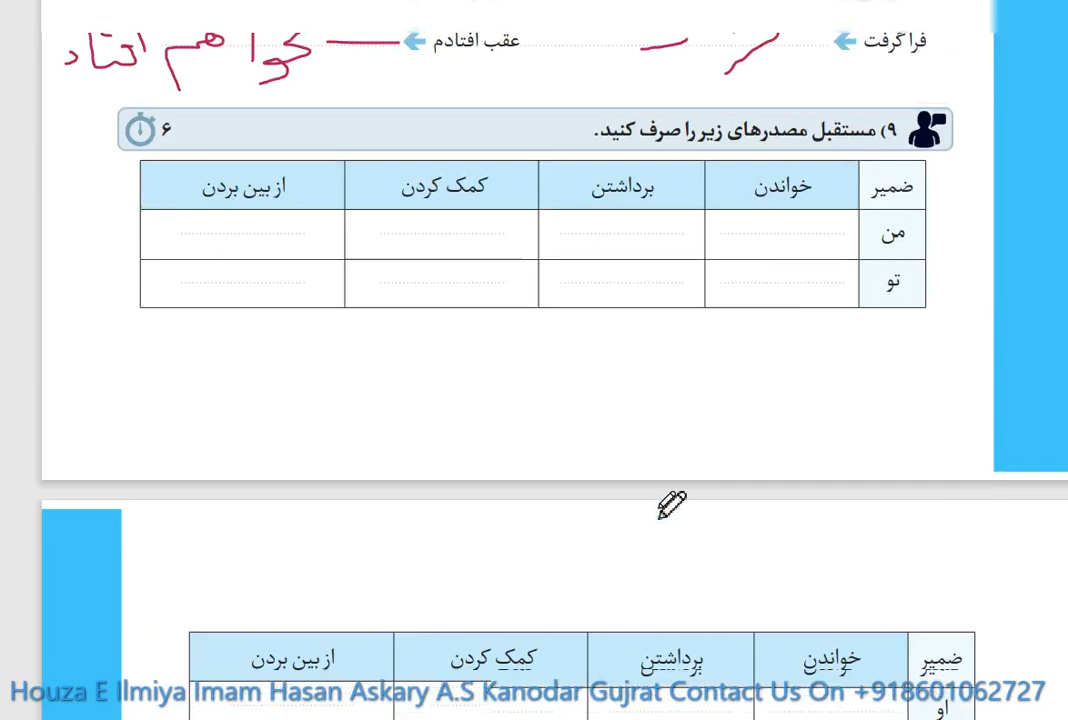 فرا گرفت عقب افتادم خواهم افتاد
۹) مستقبل مصدرهای زیر را صرف کنید. ۶
ضمیر خواندن برداشتن کمک کردن از بین بردن
من
تو
ضمیر خواندن برداشتن کمک کردن از بین بردن
Houza E Ilmiya Imam Hasan Askary A.S Kanodar Gujrat Contact Us On +918601062727
او